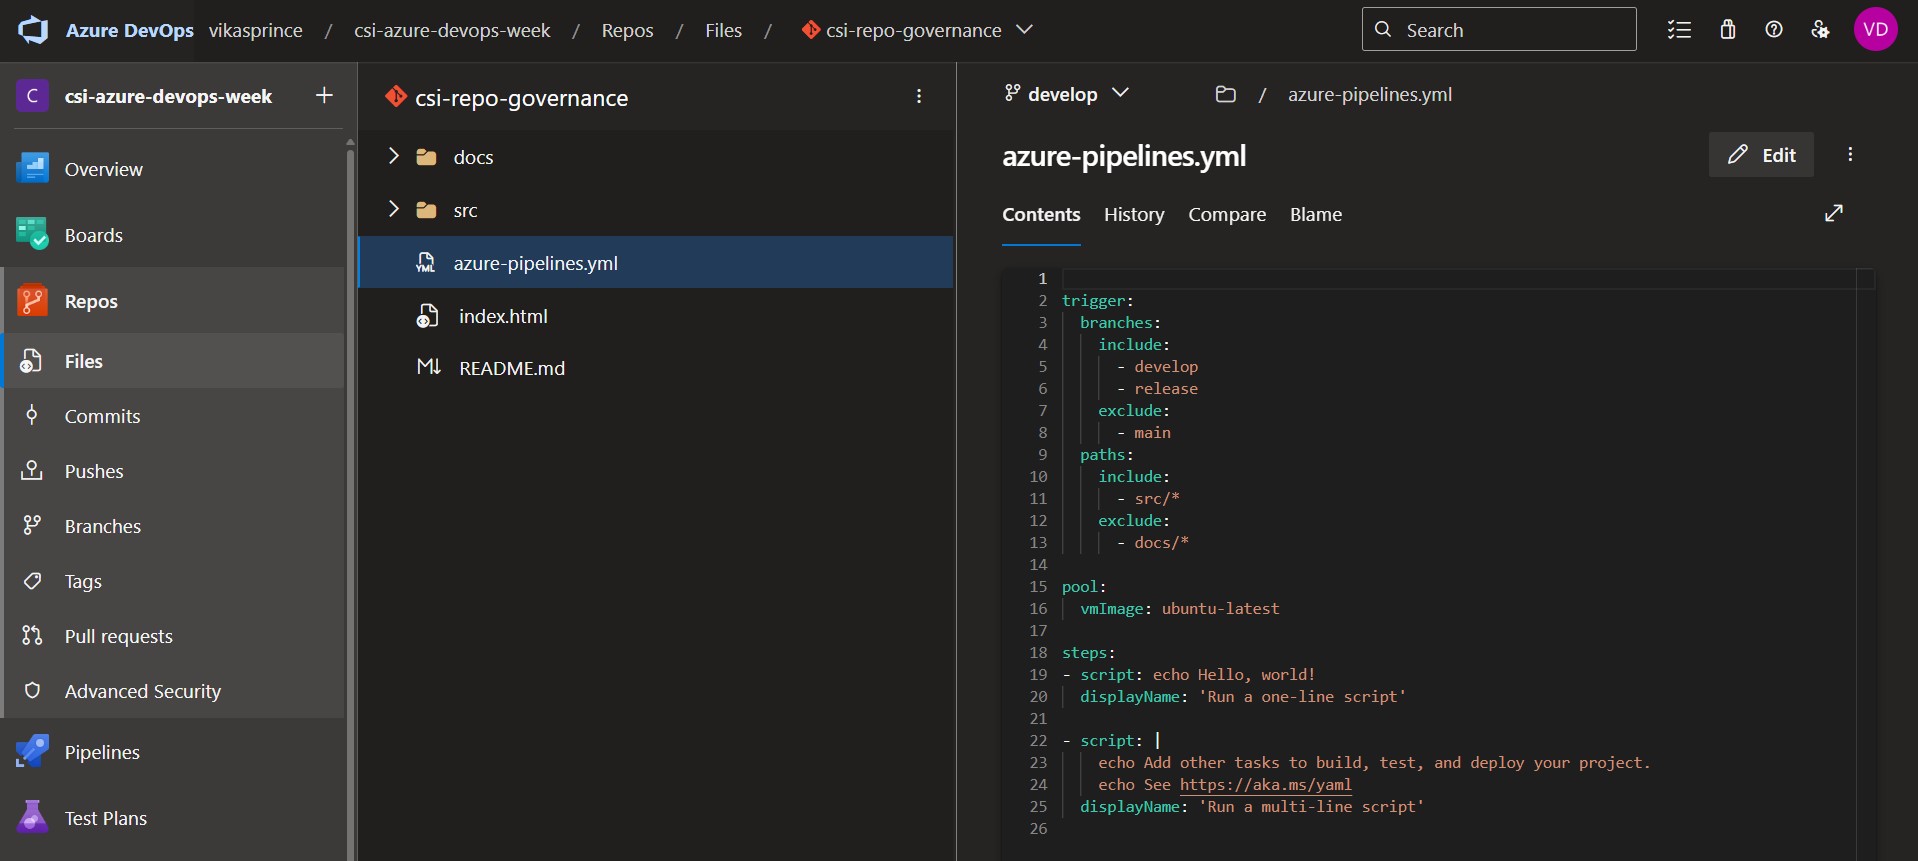 Azure DevOps vikasprince / csi-azure-devops-week / Repos / Files / csi-repo-governance
Search
VD
C csi-azure-devops-week +
Overview
Boards
Repos
Files
Commits
Pushes
Branches
Tags
Pull requests
Advanced Security
Pipelines
Test Plans
csi-repo-governance
docs
src
YML azure-pipelines.yml
index.html
M↓ README.md
develop / azure-pipelines.yml
azure-pipelines.yml
Edit
Contents History Compare Blame
1
2 trigger:
3   branches:
4     include:
5       - develop
6       - release
7     exclude:
8       - main
9   paths:
10     include:
11       - src/*
12     exclude:
13       - docs/*
14
15 pool:
16   vmImage: ubuntu-latest
17
18 steps:
19 - script: echo Hello, world!
20   displayName: 'Run a one-line script'
21
22 - script: |
23     echo Add other tasks to build, test, and deploy your project.
24     echo See https://aka.ms/yaml
25   displayName: 'Run a multi-line script'
26